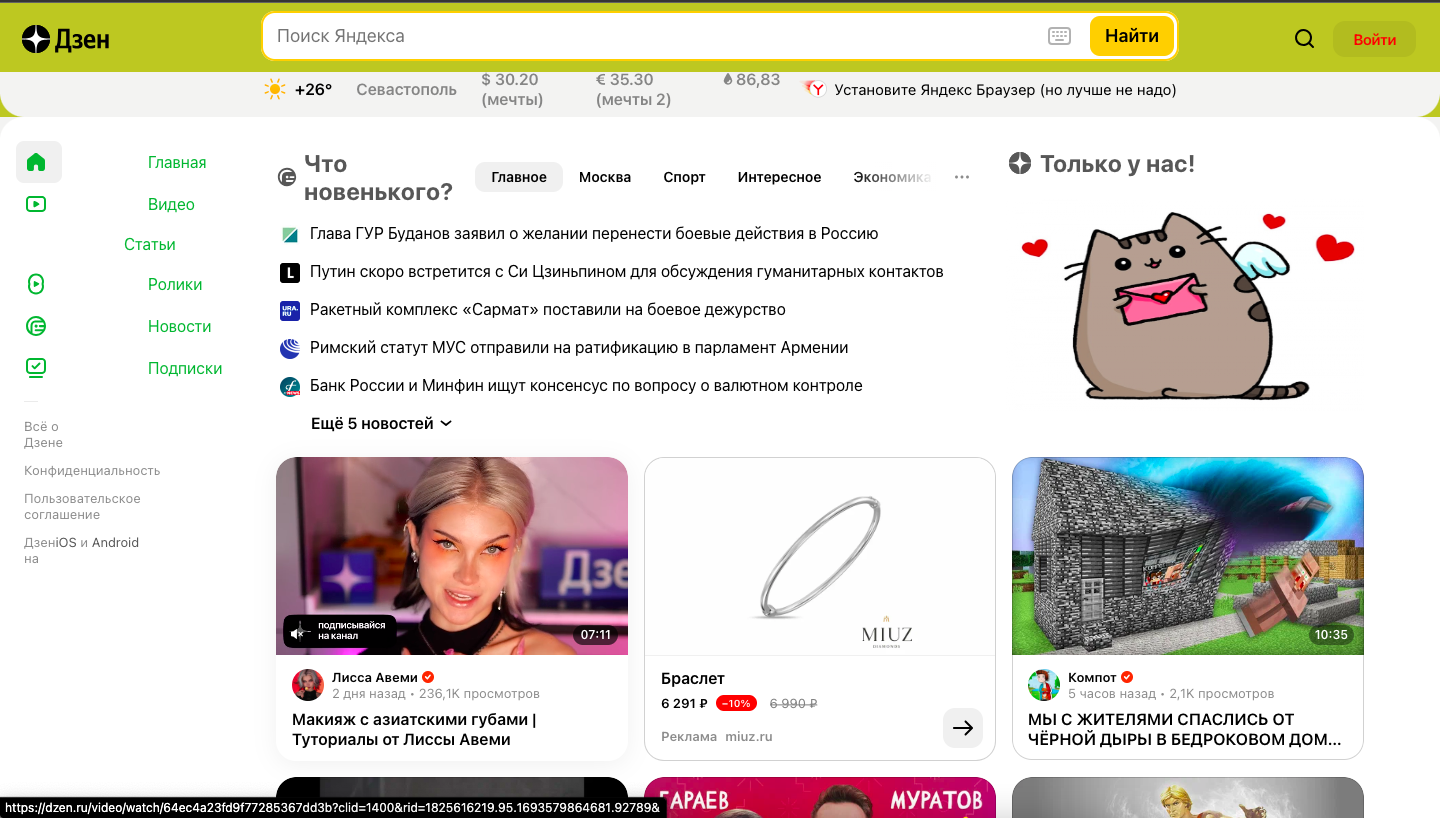 Дзен
Поиск Яндекса
Найти
Войти
+26°
Севастополь
$ 30.20
(мечты)
€ 35.30
(мечты 2)
86,83
Установите Яндекс Браузер (но лучше не надо)
Главная
Видео
Статьи
Ролики
Новости
Подписки
Всё о
Дзене
Конфиденциальность
Пользовательское
соглашение
ДзенiOS и Android
на
Что
новенького?
Главное
Москва
Спорт
Интересное
Экономика
Глава ГУР Буданов заявил о желании перенести боевые действия в Россию
L
Путин скоро встретится с Си Цзиньпином для обсуждения гуманитарных контактов
URA.
RU
Ракетный комплекс «Сармат» поставили на боевое дежурство
Римский статут МУС отправили на ратификацию в парламент Армении
Банк России и Минфин ищут консенсус по вопросу о валютном контроле
Ещё 5 новостей
Только у нас!
Дзен
подписывайся
на канал
07:11
Лисса Авеми
2 дня назад • 236,1K просмотров
Макияж с азиатскими губами |
Туториалы от Лиссы Авеми
MIUZ
DIAMONDS
Браслет
6 291 ₽
−10%
6 990 ₽
Реклама miuz.ru
10:35
Компот
5 часов назад • 2,1K просмотров
МЫ С ЖИТЕЛЯМИ СПАСЛИСЬ ОТ
ЧЁРНОЙ ДЫРЫ В БЕДРОКОВОМ ДОМ...
ГАРАЕВ
МУРАТОВ
https://dzen.ru/video/watch/64ec4a23fd9f77285367dd3b?clid=1400&rid=1825616219.95.1693579864681.92789&